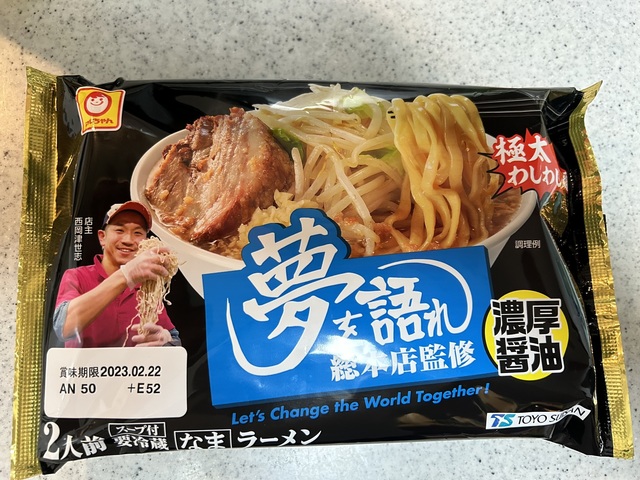 マルちゃん
極太
わしわし麺
店主
西岡津世志
調理例
夢を語れ
総本店監修
濃厚
醤油
賞味期限2023.02.22
AN 50 +E52
Let's Change the World Together!
TS TOYO SUISAN
2人前
スープ付
要冷蔵
なま ラーメン